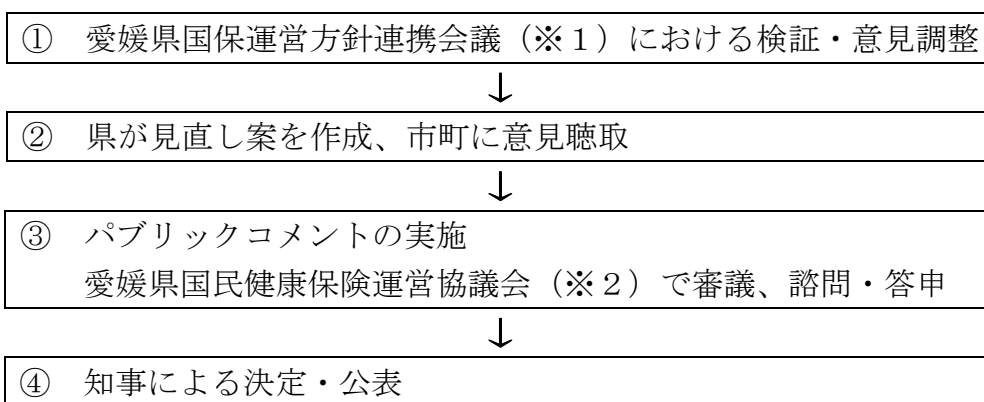 ① 愛媛県国保運営方針連携会議（※１）における検証・意見調整
↓
② 県が見直し案を作成、市町に意見聴取
↓
③ パブリックコメントの実施
愛媛県国民健康保険運営協議会（※２）で審議、諮問・答申
↓
④ 知事による決定・公表